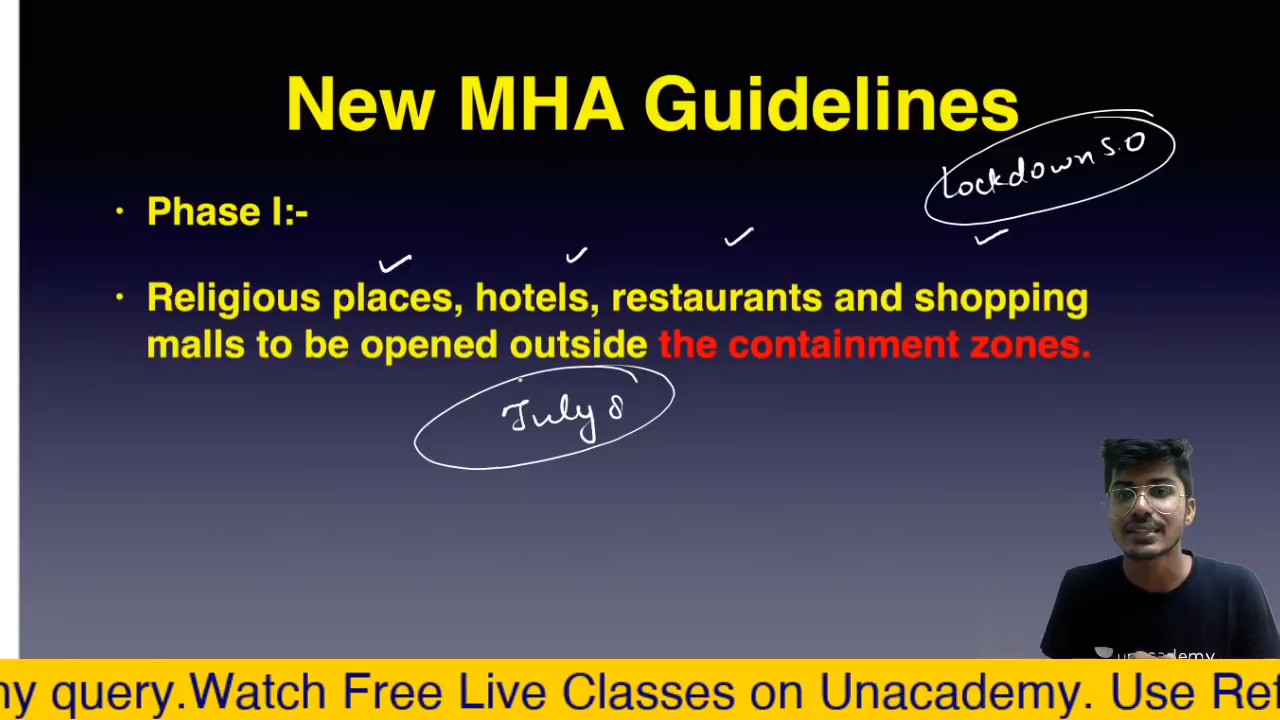 New MHA Guidelines
Lockdown 5.0
• Phase I:-
• Religious places, hotels, restaurants and shopping
malls to be opened outside the containment zones.
July 8
unacademy
ny query.Watch Free Live Classes on Unacademy. Use Ref